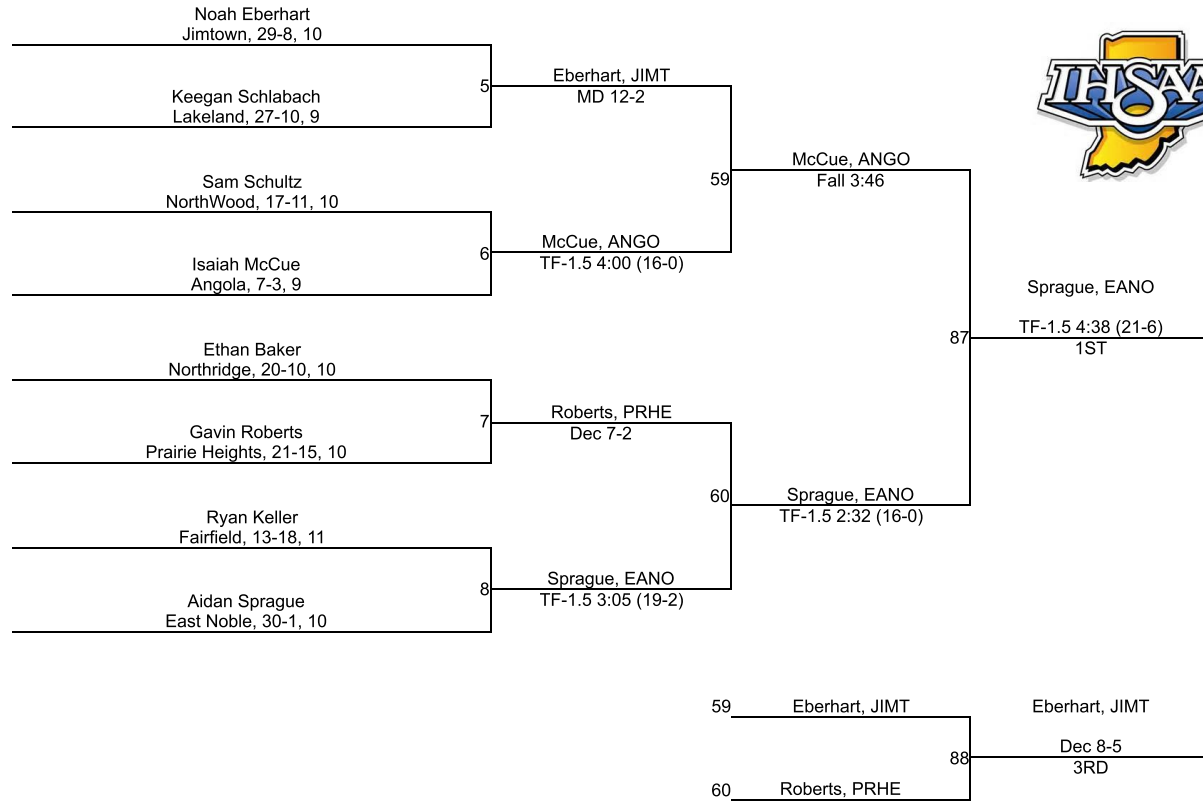 Noah Eberhart
Jimtown, 29-8, 10
Keegan Schlabach
Lakeland, 27-10, 9
Sam Schultz
NorthWood, 17-11, 10
Isaiah McCue
Angola, 7-3, 9
Ethan Baker
Northridge, 20-10, 10
Gavin Roberts
Prairie Heights, 21-15, 10
Ryan Keller
Fairfield, 13-18, 11
Aidan Sprague
East Noble, 30-1, 10
5
Eberhart, JIMT
MD 12-2
6
McCue, ANGO
TF-1.5 4:00 (16-0)
7
Roberts, PRHE
Dec 7-2
8
Sprague, EANO
TF-1.5 3:05 (19-2)
59
McCue, ANGO
Fall 3:46
60
Sprague, EANO
TF-1.5 2:32 (16-0)
IHSAA
87
Sprague, EANO
TF-1.5 4:38 (21-6)
1ST
59
Eberhart, JIMT
60
Roberts, PRHE
88
Eberhart, JIMT
Dec 8-5
3RD